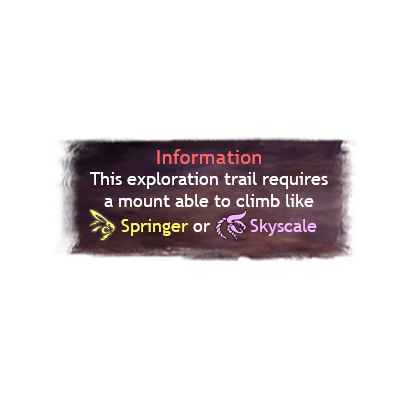 Information
This exploration trail requires
a mount able to climb like
Springer or Skyscale